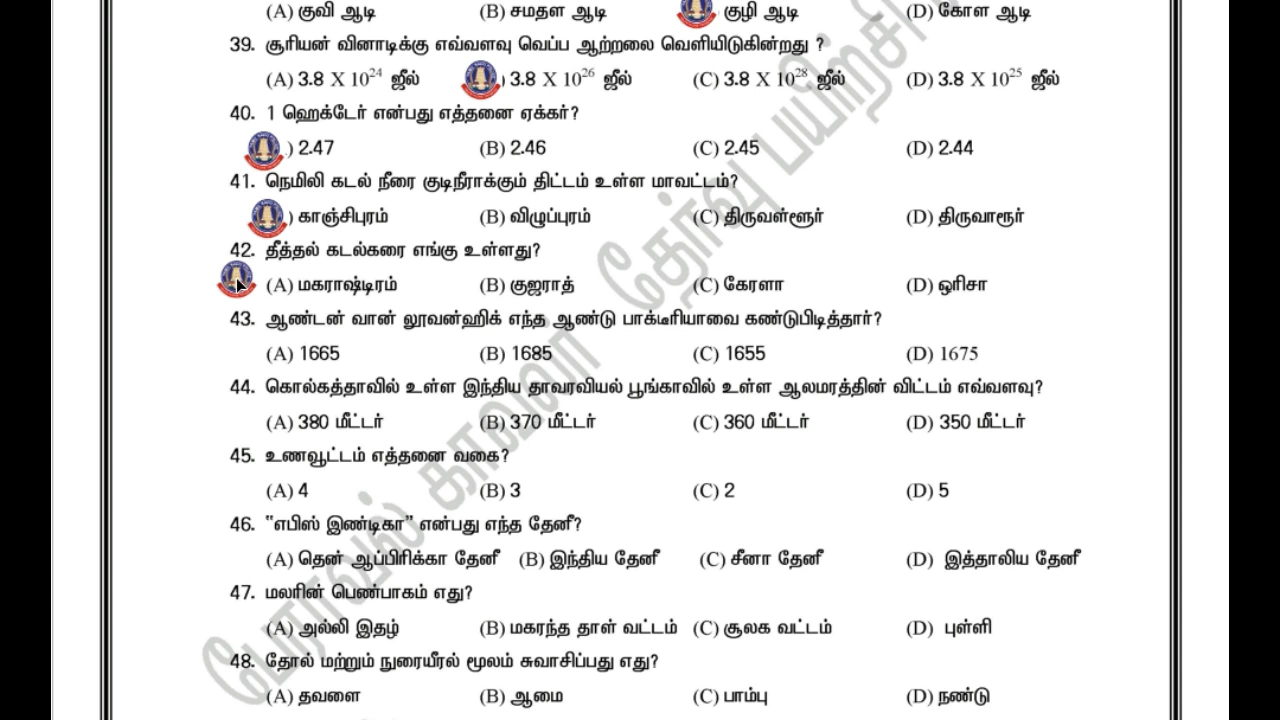 (A) குவி ஆடி (B) சமதள ஆடி குழி ஆடி (D) கோள ஆடி
39. சூரியன் வினாடிக்கு எவ்வளவு வெப்ப ஆற்றலை வெளியிடுகின்றது ?
(A) 3.8 X 10²⁴ ஜீல் ) 3.8 X 10²⁶ ஜீல் (C) 3.8 X 10²⁸ ஜீல் (D) 3.8 X 10²⁵ ஜீல்
40. 1 ஹெக்டேர் என்பது எத்தனை ஏக்கர்?
) 2.47 (B) 2.46 (C) 2.45 (D) 2.44
41. நெமிலி கடல் நீரை குடிநீராக்கும் திட்டம் உள்ள மாவட்டம்?
) காஞ்சிபுரம் (B) விழுப்புரம் (C) திருவள்ளூர் (D) திருவாரூர்
42. தீத்தல் கடல்கரை எங்கு உள்ளது?
(A) மகராஷ்டிரம் (B) குஜராத் (C) கேரளா (D) ஒரிசா
43. ஆண்டன் வான் லூவன்ஹிக் எந்த ஆண்டு பாக்டீரியாவை கண்டுபிடித்தார்?
(A) 1665 (B) 1685 (C) 1655 (D) 1675
44. கொல்கத்தாவில் உள்ள இந்திய தாவரவியல் பூங்காவில் உள்ள ஆலமரத்தின் விட்டம் எவ்வளவு?
(A) 380 மீட்டர் (B) 370 மீட்டர் (C) 360 மீட்டர் (D) 350 மீட்டர்
45. உணவூட்டம் எத்தனை வகை?
(A) 4 (B) 3 (C) 2 (D) 5
46. “எபிஸ் இண்டிகா” என்பது எந்த தேனீ?
(A) தென் ஆப்பிரிக்கா தேனீ (B) இந்திய தேனீ (C) சீனா தேனீ (D) இத்தாலிய தேனீ
47. மலரின் பெண்பாகம் எது?
(A) அல்லி இதழ் (B) மகரந்த தாள் வட்டம் (C) சூலக வட்டம் (D) புள்ளி
48. தோல் மற்றும் நுரையீரல் மூலம் சுவாசிப்பது எது?
(A) தவளை (B) ஆமை (C) பாம்பு (D) நண்டு
பேராவல் காவலர் தேர்வு பயிற்சி